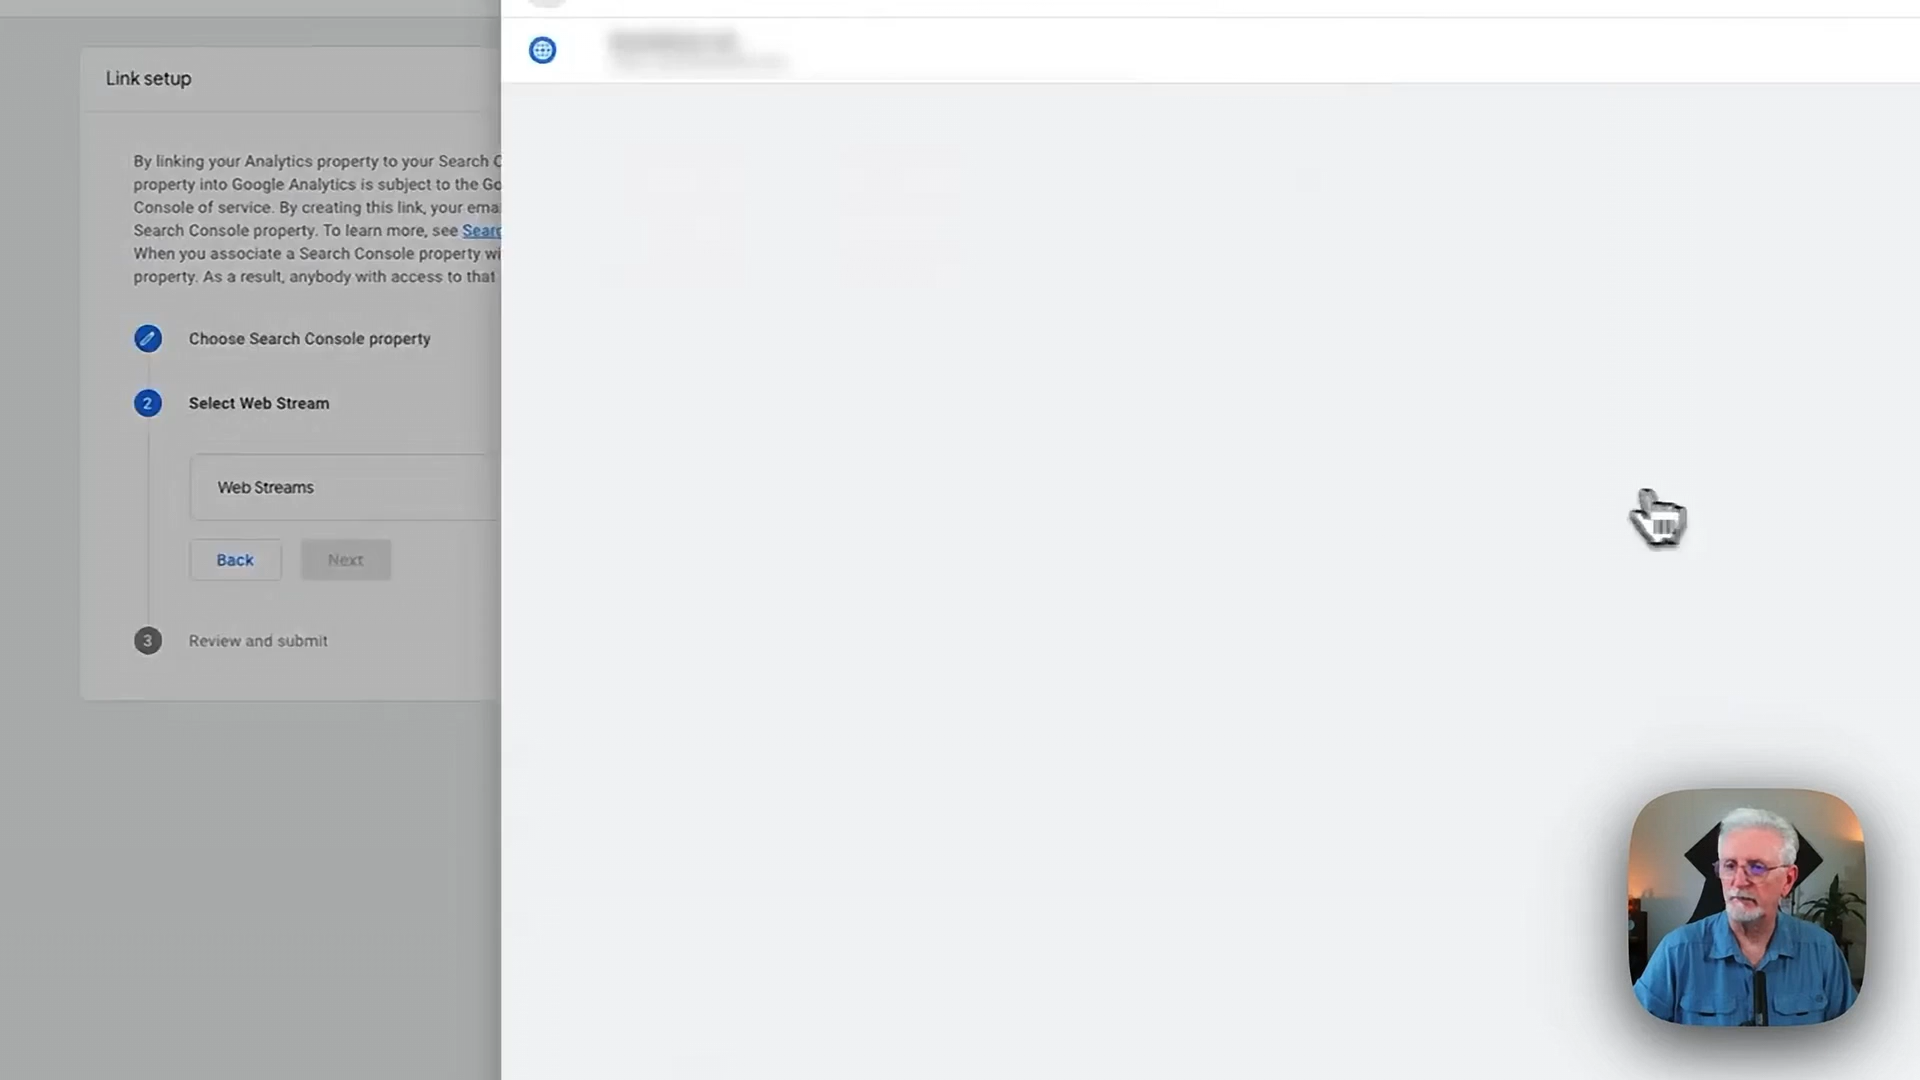 Link setup
By linking your Analytics property to your Search
property into Google Analytics is subject to the
Console of service. By creating this link, your
Search Console property. To learn more, see
When you associate a Search Console property
property. As a result, anybody with access to that
Choose Search Console property
2
Select Web Stream
Web Streams
Back
Next
3
Review and submit